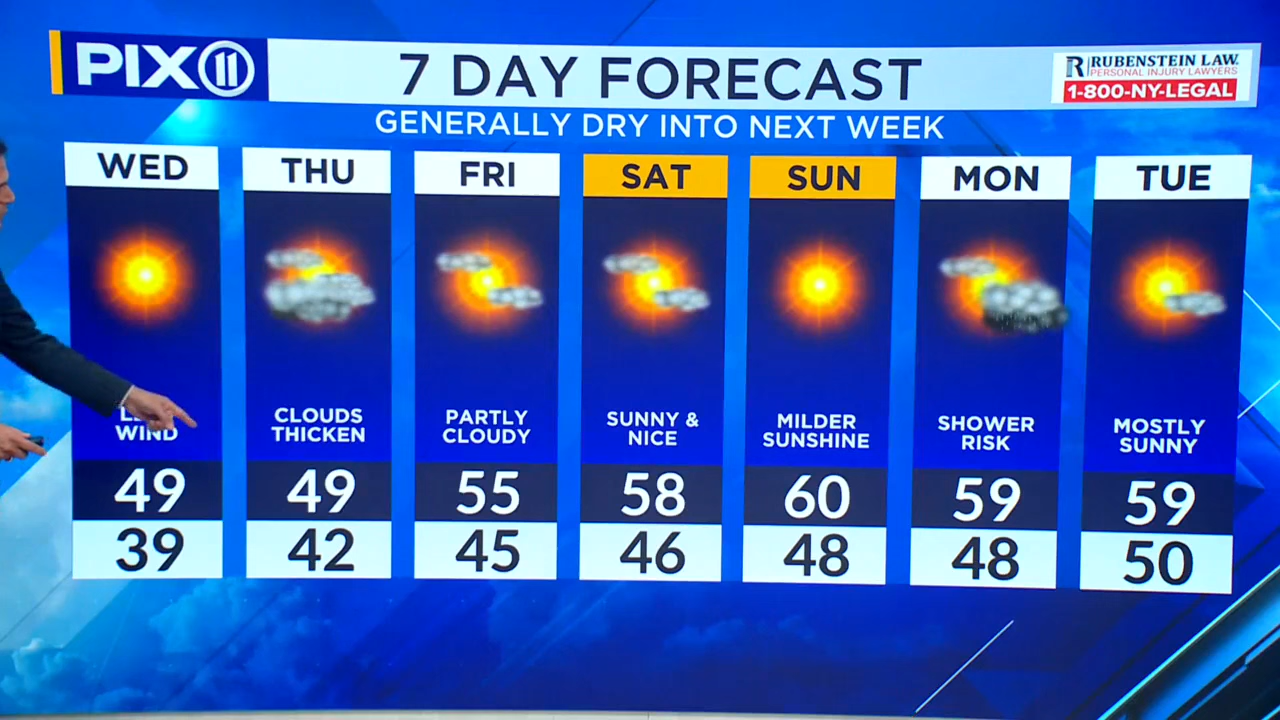 PIX 11
7 DAY FORECAST
RUBENSTEIN LAW
PERSONAL INJURY LAWYERS
1-800-NY-LEGAL
GENERALLY DRY INTO NEXT WEEK
WED
WIND
49
39
THU
CLOUDS
THICKEN
49
42
FRI
PARTLY
CLOUDY
55
45
SAT
SUNNY &
NICE
58
46
SUN
MILDER
SUNSHINE
60
48
MON
SHOWER
RISK
59
48
TUE
MOSTLY
SUNNY
59
50